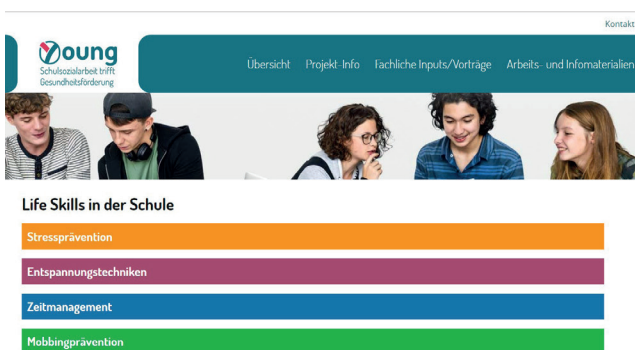 Kontakt
Young
Schulsozialarbeit trifft
Gesundheitsförderung
Übersicht Projekt-Info Fachliche Inputs/Vorträge Arbeits- und Infomaterialien
Life Skills in der Schule
Stressprävention
Entspannungstechniken
Zeitmanagement
Mobbingprävention